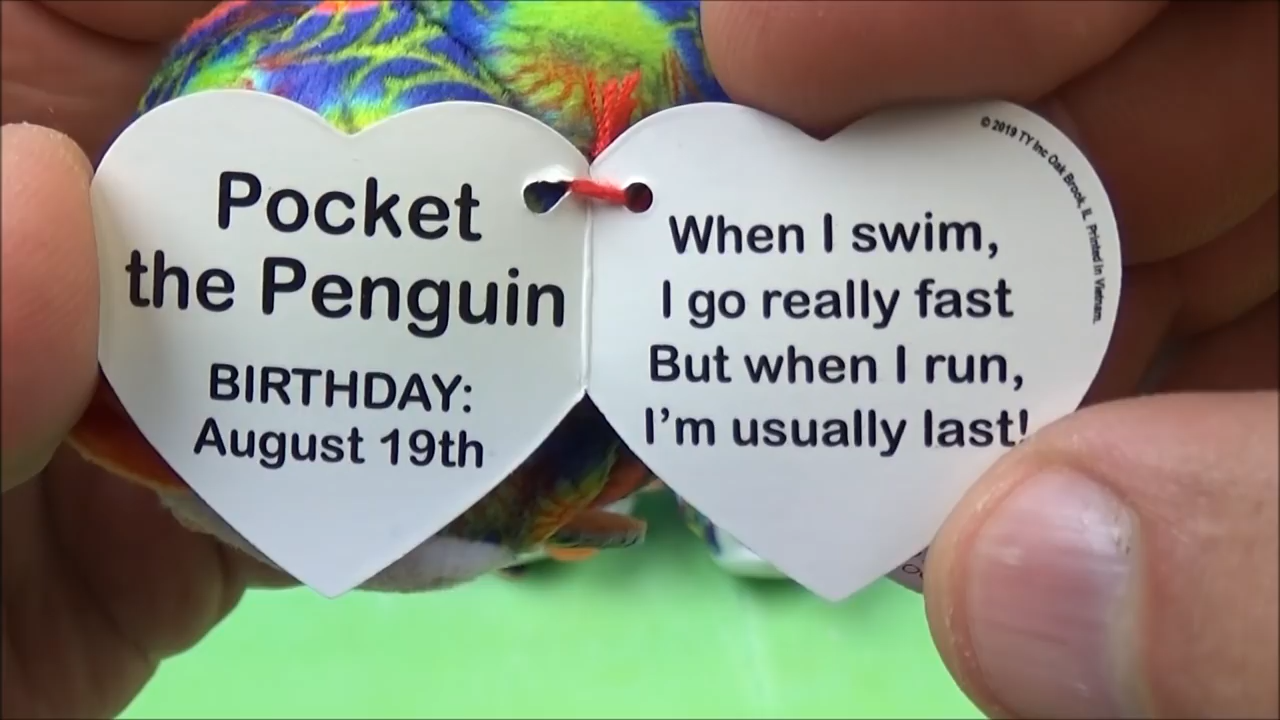 Pocket
the Penguin
BIRTHDAY:
August 19th
When I swim,
I go really fast
But when I run,
I'm usually last!
© 2019 TY Inc Oak Brook, IL Printed in Vietnam.